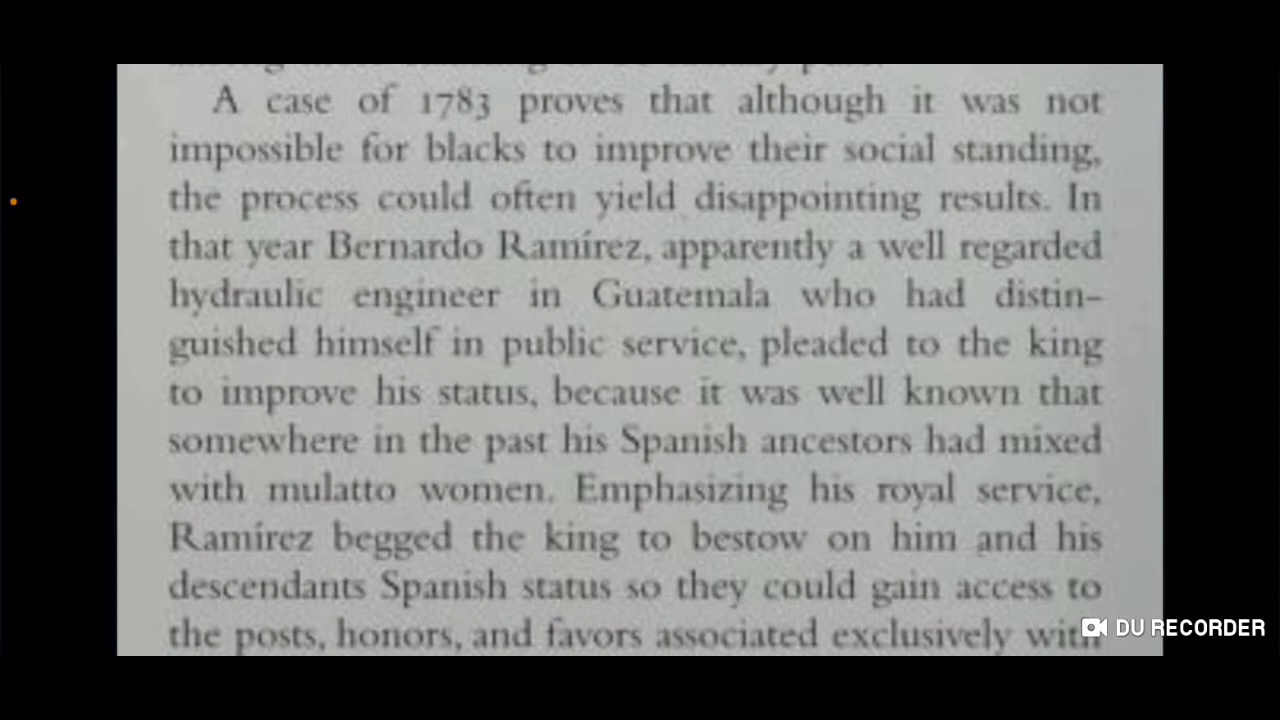 A case of 1783 proves that although it was not
impossible for blacks to improve their social standing,
the process could often yield disappointing results. In
that year Bernardo Ramírez, apparently a well regarded
hydraulic engineer in Guatemala who had distin-
guished himself in public service, pleaded to the king
to improve his status, because it was well known that
somewhere in the past his Spanish ancestors had mixed
with mulatto women. Emphasizing his royal service,
Ramírez begged the king to bestow on him and his
descendants Spanish status so they could gain access to
the posts, honors, and favors associated exclusively with
DU RECORDER